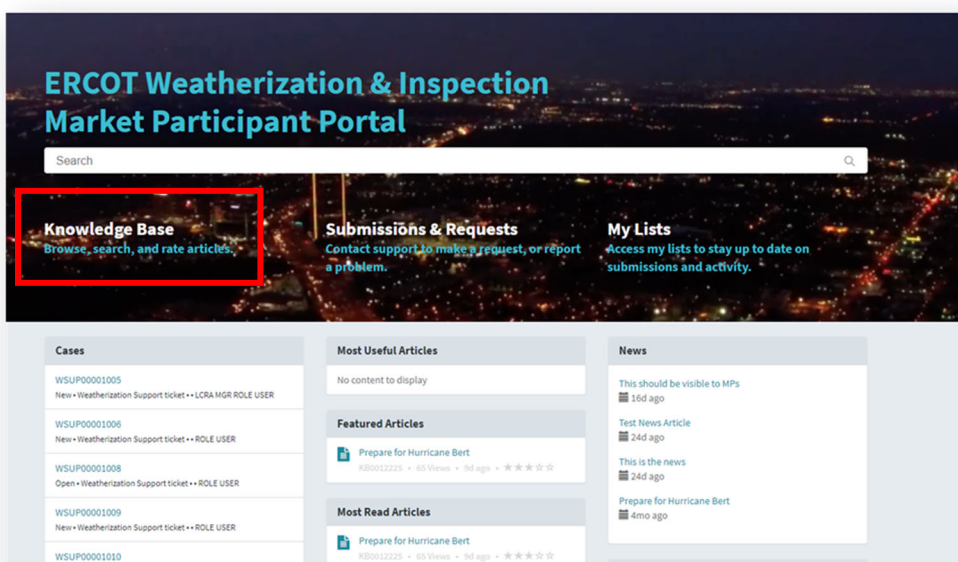 ERCOT Weatherization & Inspection
Market Participant Portal
Search
Knowledge Base
Browse, search, and rate articles.
Submissions & Requests
Contact support to make a request, or report
a problem.
My Lists
Access my lists to stay up to date on
submissions and activity.
Cases
WSUP00001005
New • Weatherization Support ticket • • LCRA MGR ROLE USER
WSUP00001006
New • Weatherization Support ticket • • ROLE USER
WSUP00001008
Open • Weatherization Support ticket • • ROLE USER
WSUP00001009
New • Weatherization Support ticket • • ROLE USER
WSUP00001010
Most Useful Articles
No content to display
Featured Articles
Prepare for Hurricane Bert
KB0012225 • 65 Views • 9d ago • ★★★☆☆
Most Read Articles
Prepare for Hurricane Bert
KB0012225 • 65 Views • 9d ago • ★★★☆☆
News
This should be visible to MPs
16d ago
Test News Article
24d ago
This is the news
24d ago
Prepare for Hurricane Bert
4mo ago